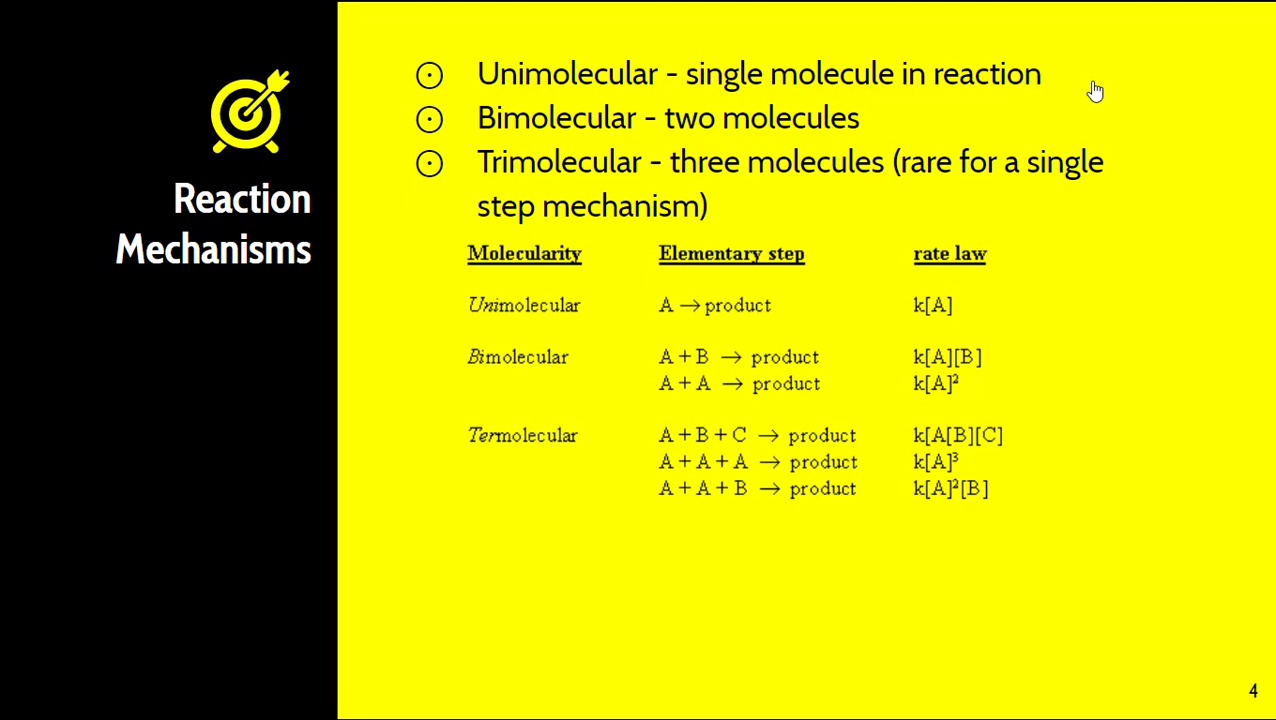 Reaction
Mechanisms
Unimolecular - single molecule in reaction
Bimolecular - two molecules
Trimolecular - three molecules (rare for a single
step mechanism)
Molecularity Elementary step rate law
Unimolecular A → product k[A]
Bimolecular A + B → product k[A][B]
A + A → product k[A]²
Termolecular A + B + C → product k[A[B][C]
A + A + A → product k[A]³
A + A + B → product k[A]²[B]
4